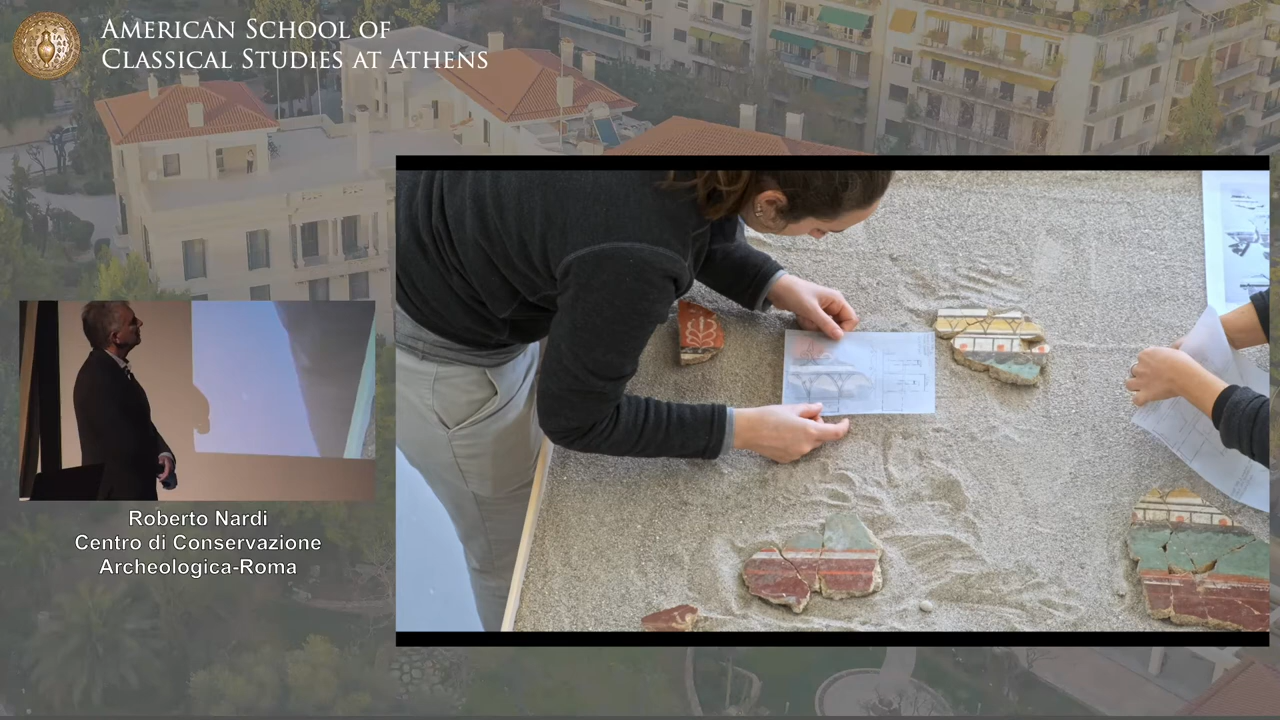 AMERICAN SCHOOL OF
CLASSICAL STUDIES AT ATHENS
Roberto Nardi
Centro di Conservazione
Archeologica-Roma